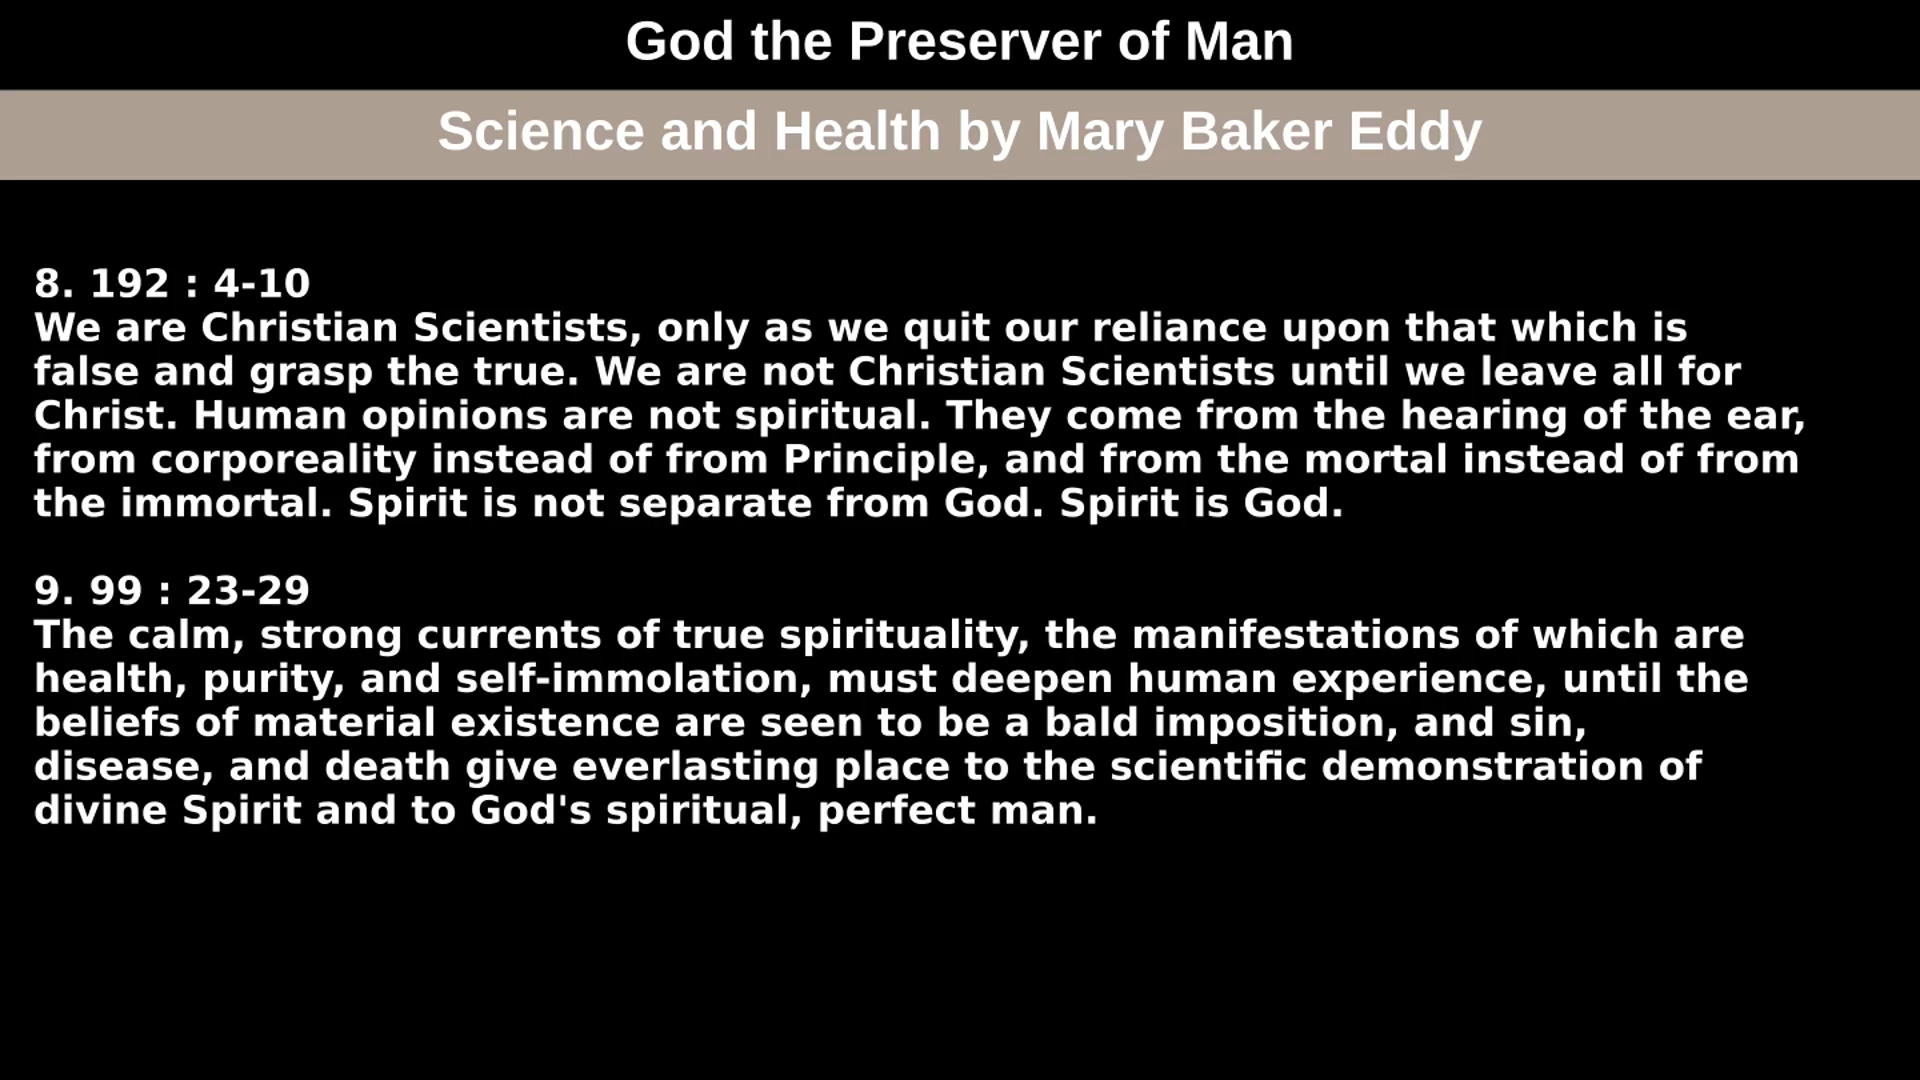 God the Preserver of Man
Science and Health by Mary Baker Eddy
8. 192 : 4-10
We are Christian Scientists, only as we quit our reliance upon that which is
false and grasp the true. We are not Christian Scientists until we leave all for
Christ. Human opinions are not spiritual. They come from the hearing of the ear,
from corporeality instead of from Principle, and from the mortal instead of from
the immortal. Spirit is not separate from God. Spirit is God.
9. 99 : 23-29
The calm, strong currents of true spirituality, the manifestations of which are
health, purity, and self-immolation, must deepen human experience, until the
beliefs of material existence are seen to be a bald imposition, and sin,
disease, and death give everlasting place to the scientific demonstration of
divine Spirit and to God's spiritual, perfect man.